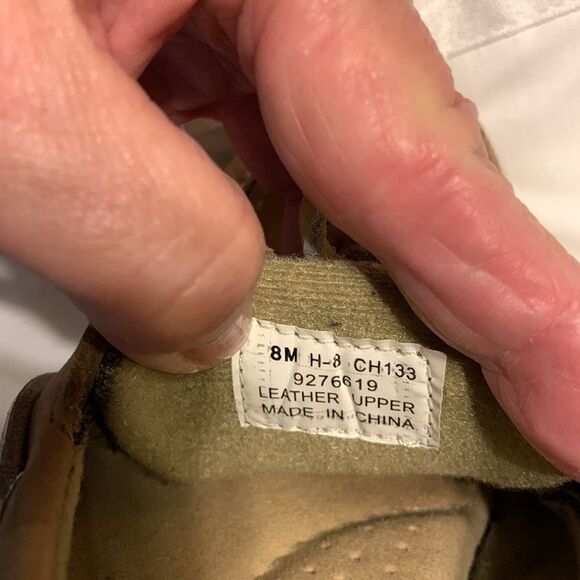 8M H-8 CH133
9276619
LEATHER UPPER
MADE IN CHINA